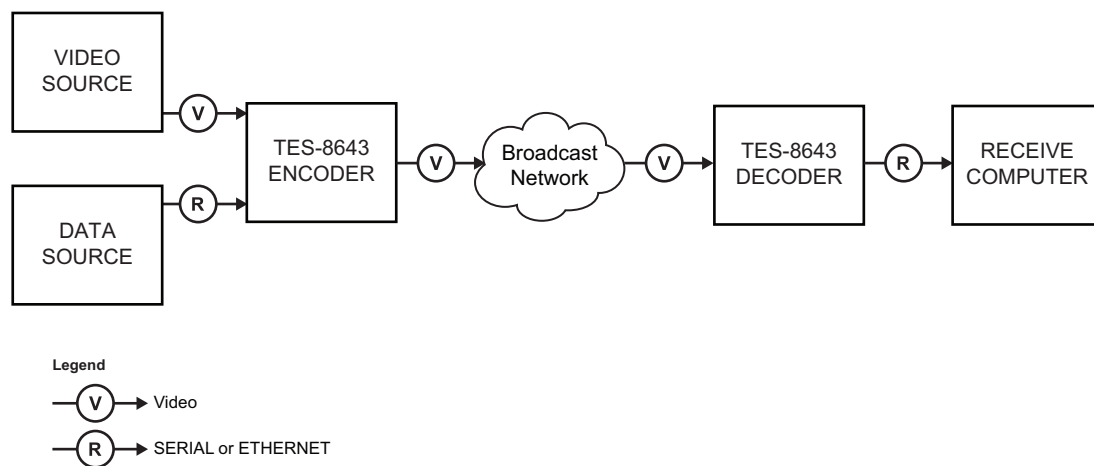 VIDEO
SOURCE
V
TES-8643
ENCODER
V
Broadcast
Network
V
TES-8643
DECODER
R
RECEIVE
COMPUTER
R
DATA
SOURCE
Legend
V Video
R SERIAL or ETHERNET